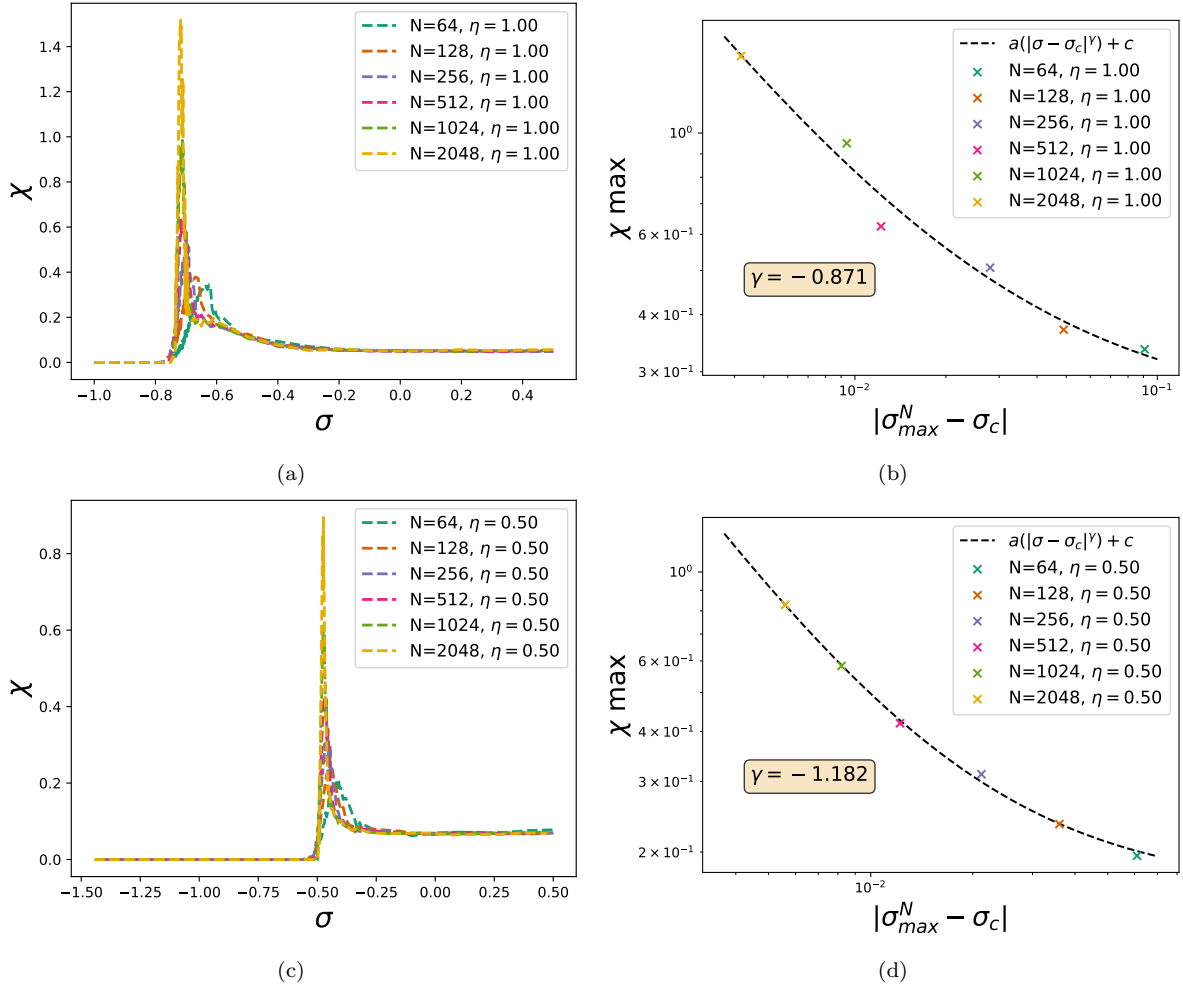 χ
1.4
1.2
1.0
0.8
0.6
0.4
0.2
0.0
−1.0 −0.8 −0.6 −0.4 −0.2 0.0 0.2 0.4
σ
N=64, η = 1.00
N=128, η = 1.00
N=256, η = 1.00
N=512, η = 1.00
N=1024, η = 1.00
N=2048, η = 1.00
(a)
χ max
10⁰
6 × 10⁻¹
4 × 10⁻¹
3 × 10⁻¹
10⁻² 10⁻¹
|σ_max^N − σ_c|
a(|σ − σ_c|^γ) + c
N=64, η = 1.00
N=128, η = 1.00
N=256, η = 1.00
N=512, η = 1.00
N=1024, η = 1.00
N=2048, η = 1.00
γ = − 0.871
(b)
χ
0.8
0.6
0.4
0.2
0.0
−1.50 −1.25 −1.00 −0.75 −0.50 −0.25 0.00 0.25 0.50
σ
N=64, η = 0.50
N=128, η = 0.50
N=256, η = 0.50
N=512, η = 0.50
N=1024, η = 0.50
N=2048, η = 0.50
(c)
χ max
10⁰
6 × 10⁻¹
4 × 10⁻¹
3 × 10⁻¹
2 × 10⁻¹
10⁻²
|σ_max^N − σ_c|
a(|σ − σ_c|^γ) + c
N=64, η = 0.50
N=128, η = 0.50
N=256, η = 0.50
N=512, η = 0.50
N=1024, η = 0.50
N=2048, η = 0.50
γ = − 1.182
(d)